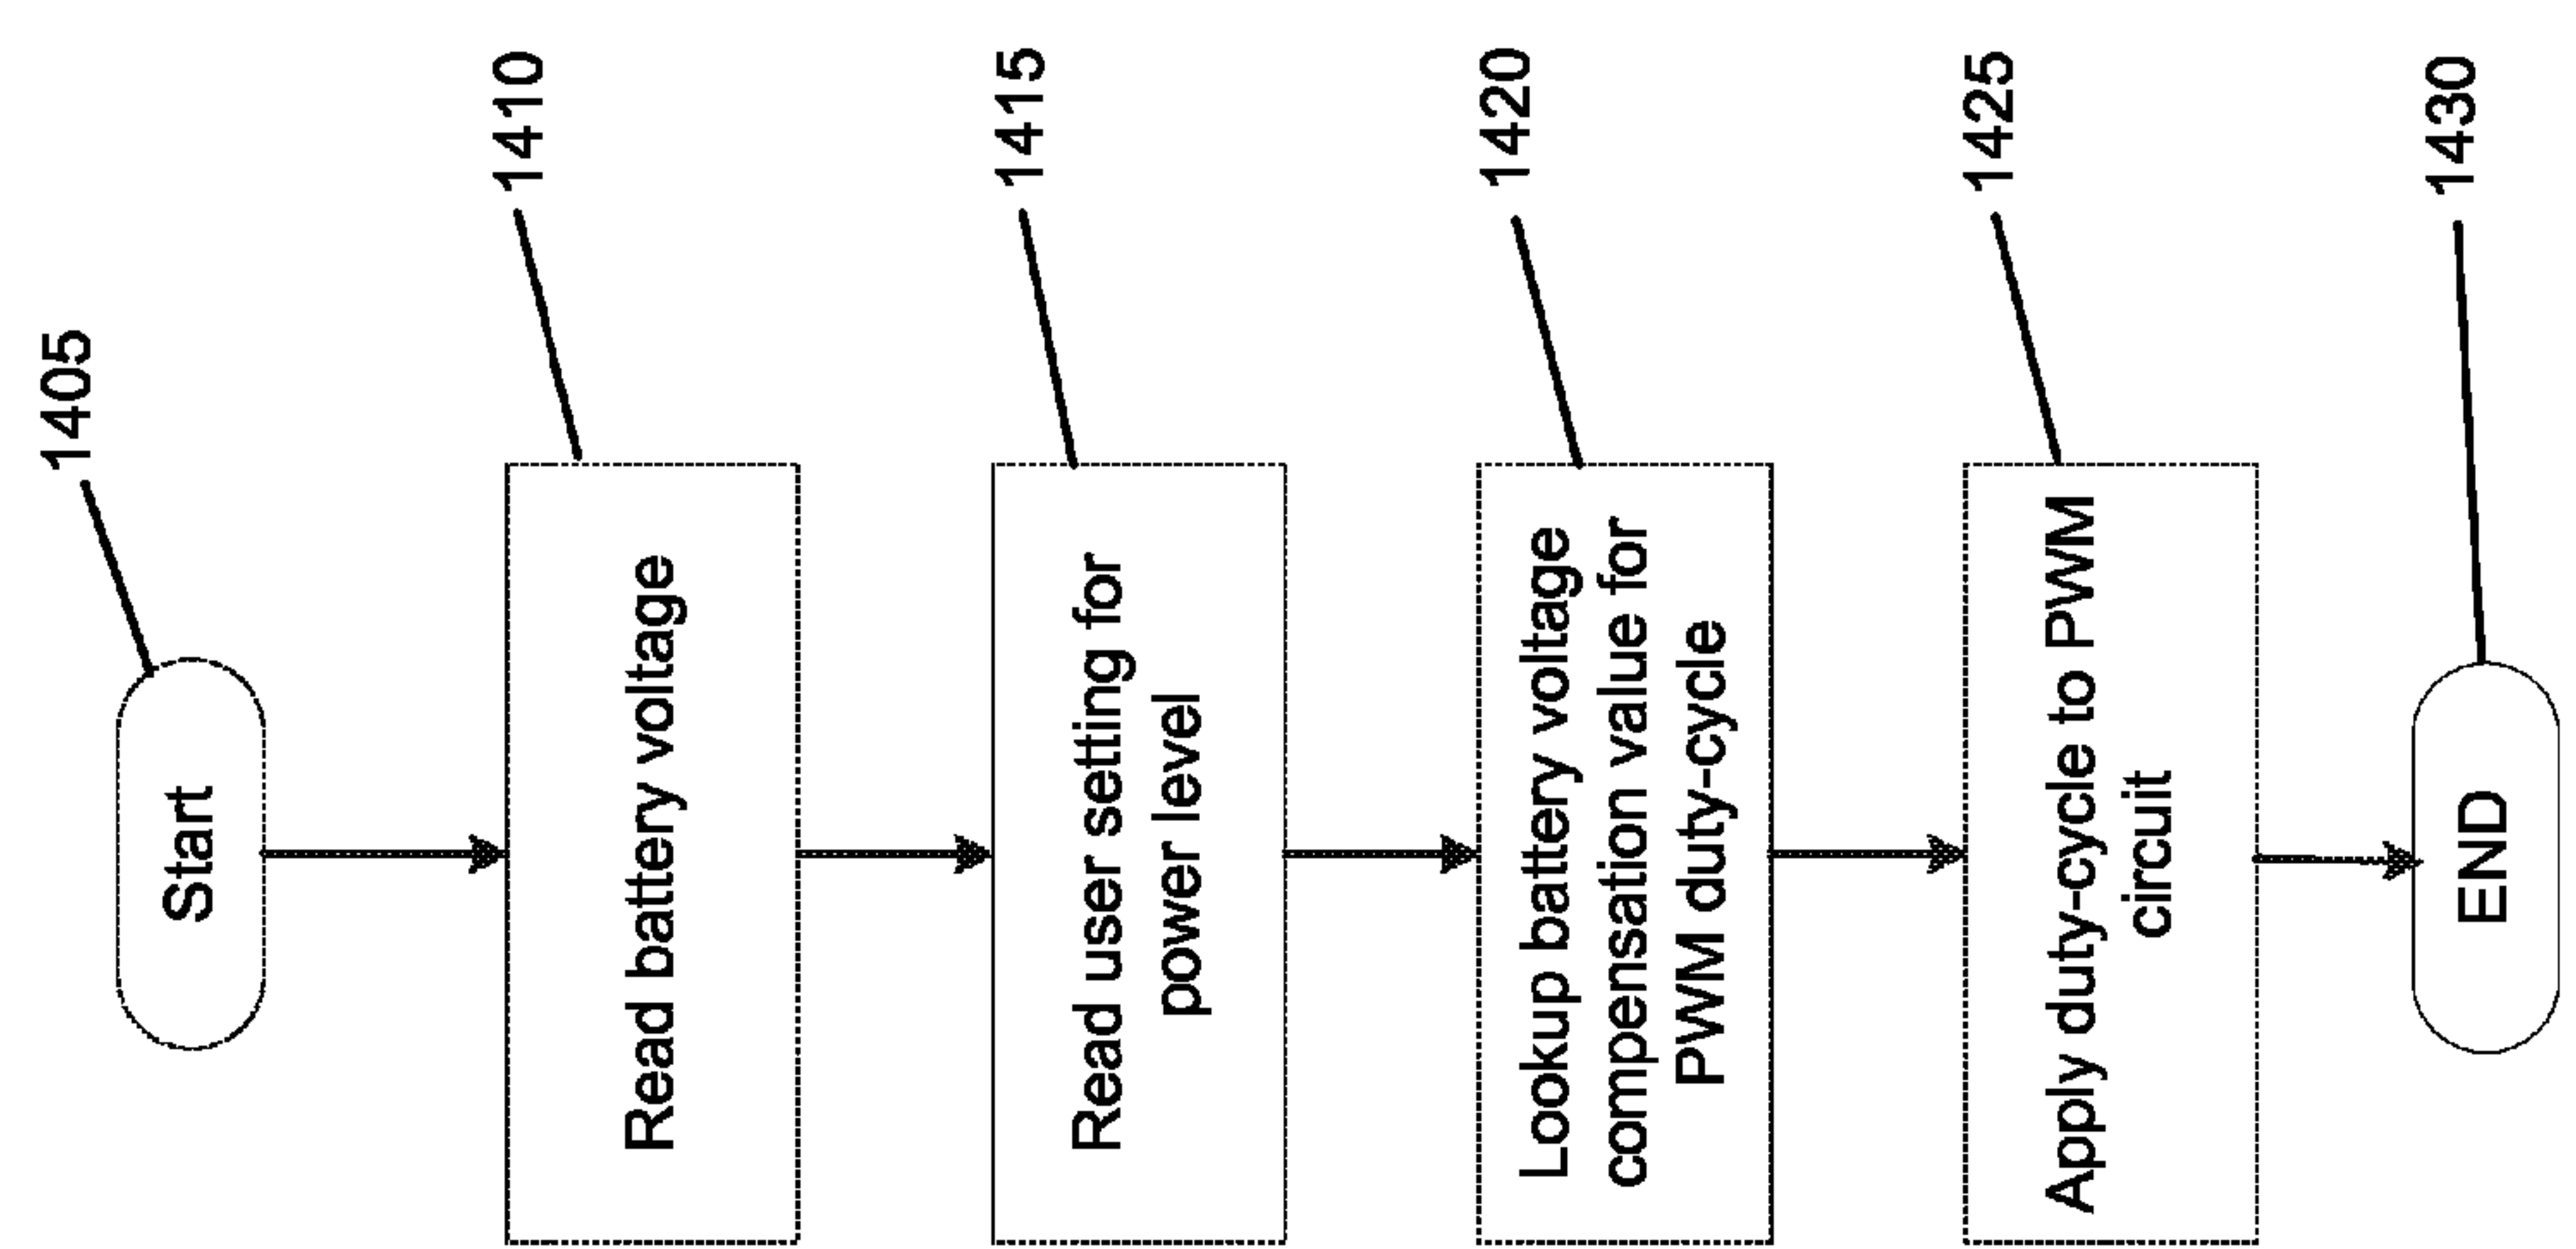 1405
Start
1410
Read battery voltage
1415
Read user setting for
power level
1420
Lookup battery voltage
compensation value for
PWM duty-cycle
1425
Apply duty-cycle to PWM
circuit
1430
END